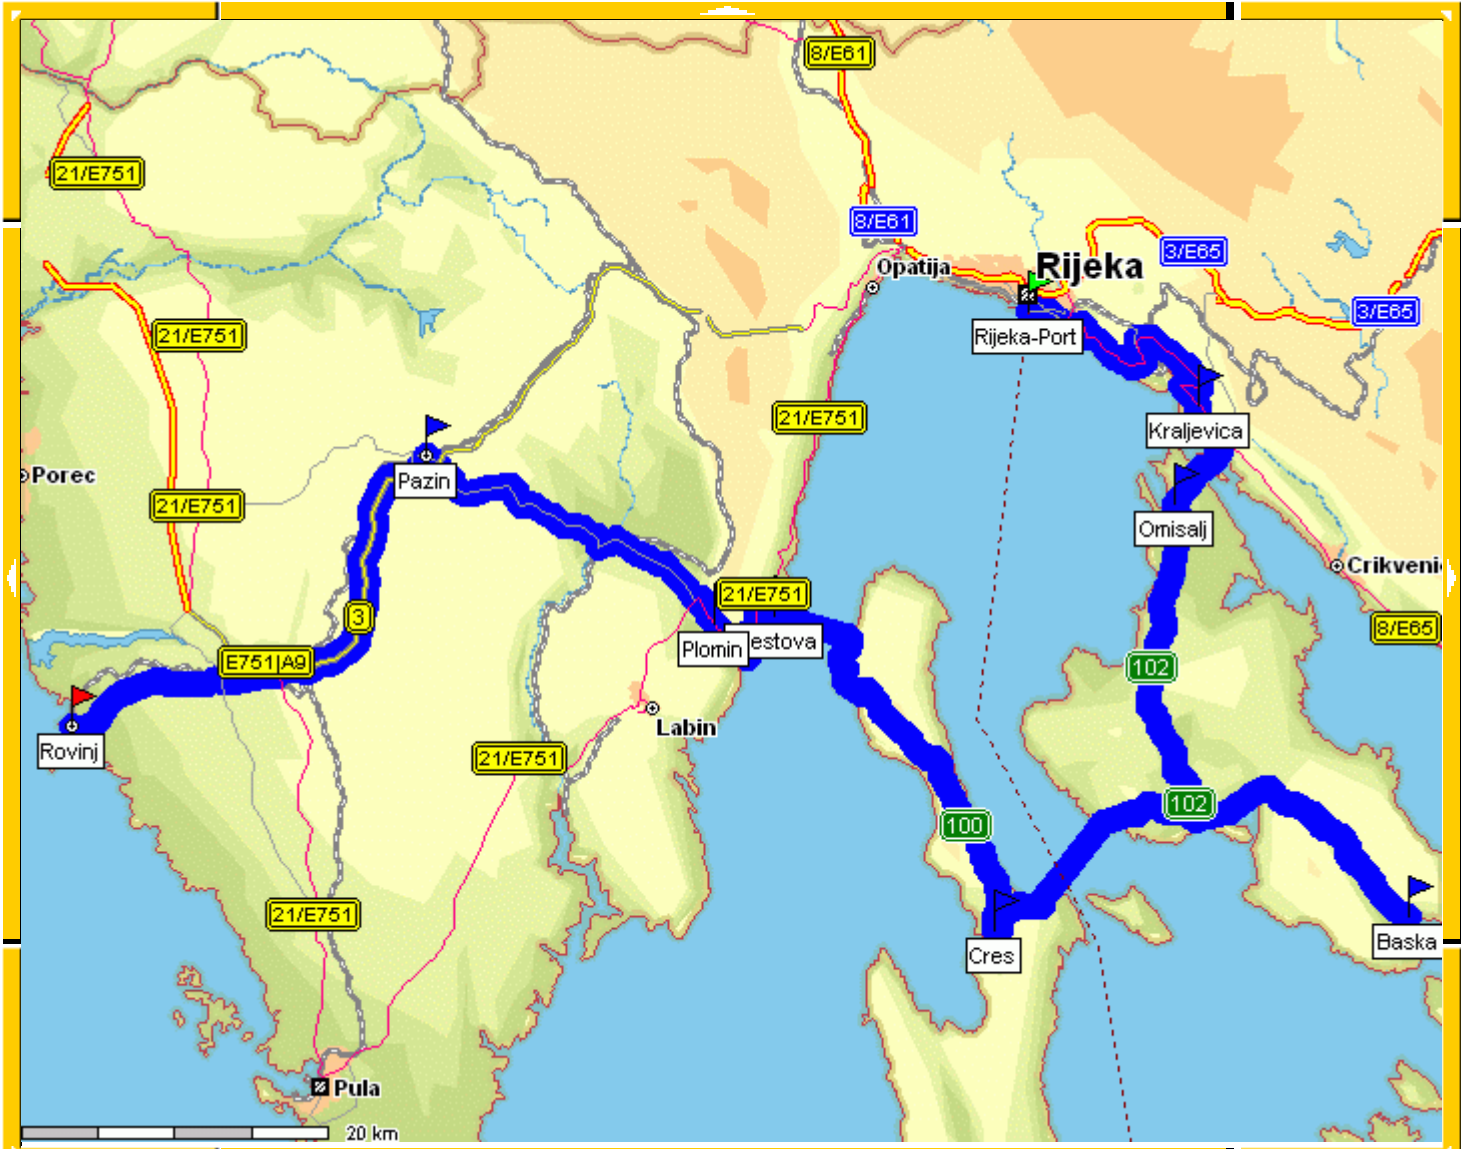 8/E61
21/E751
8/E61
3/E65
Opatija
Rijeka
3/E65
21/E751
Rijeka-Port
21/E751
Kraljevica
Porec
Pazin
21/E751
Omisalj
Crikveni
21/E751
3
8/E65
Plomin
estova
E751|A9
102
Labin
Rovinj
21/E751
102
100
21/E751
Baska
Cres
Pula
20 km